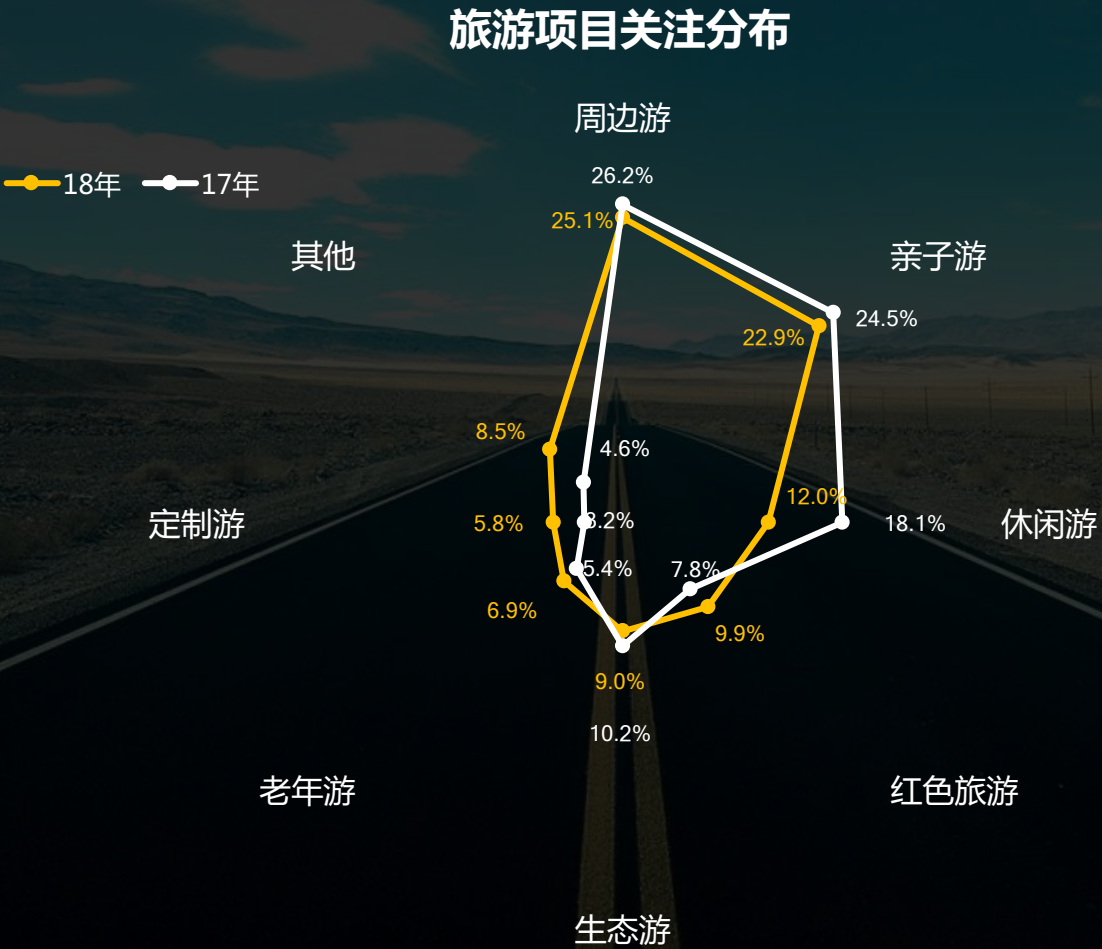 旅游项目关注分布
周边游
26.2%
18年 17年
25.1%
其他
亲子游
24.5%
22.9%
8.5%
4.6%
12.0%
定制游
5.8%
3.2%
18.1%
休闲游
5.4%
7.8%
6.9%
9.9%
9.0%
10.2%
老年游
红色旅游
生态游